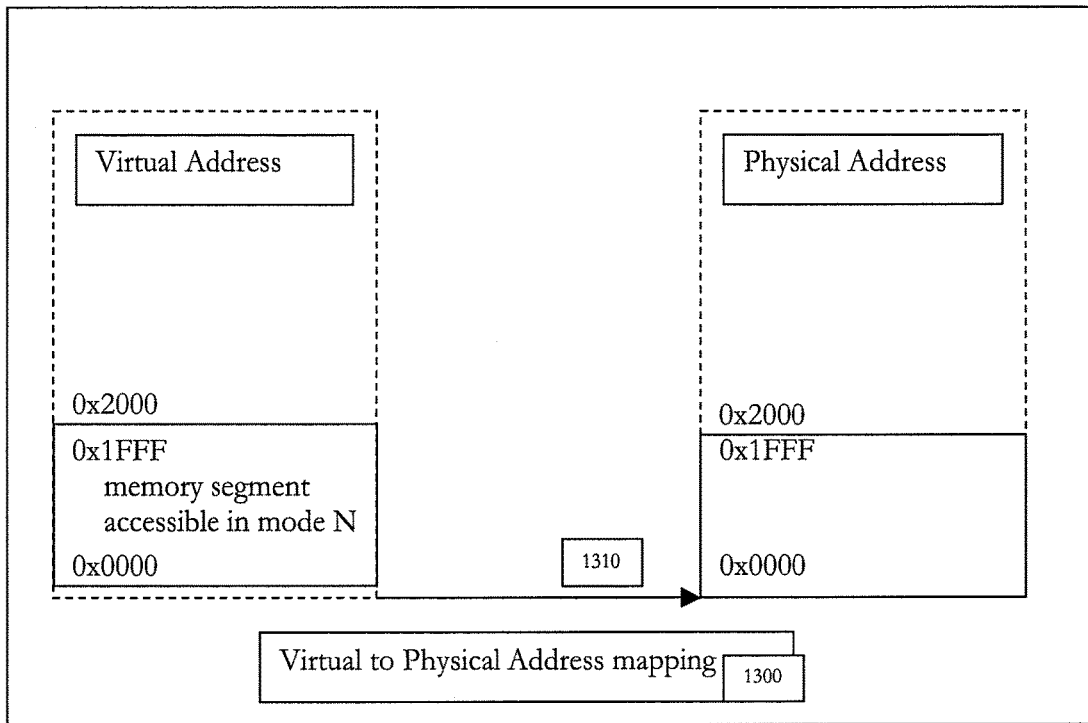 Virtual Address
0x2000
0x1FFF
memory segment
accessible in mode N
0x0000
Physical Address
0x2000
0x1FFF
0x0000
1310
Virtual to Physical Address mapping
1300